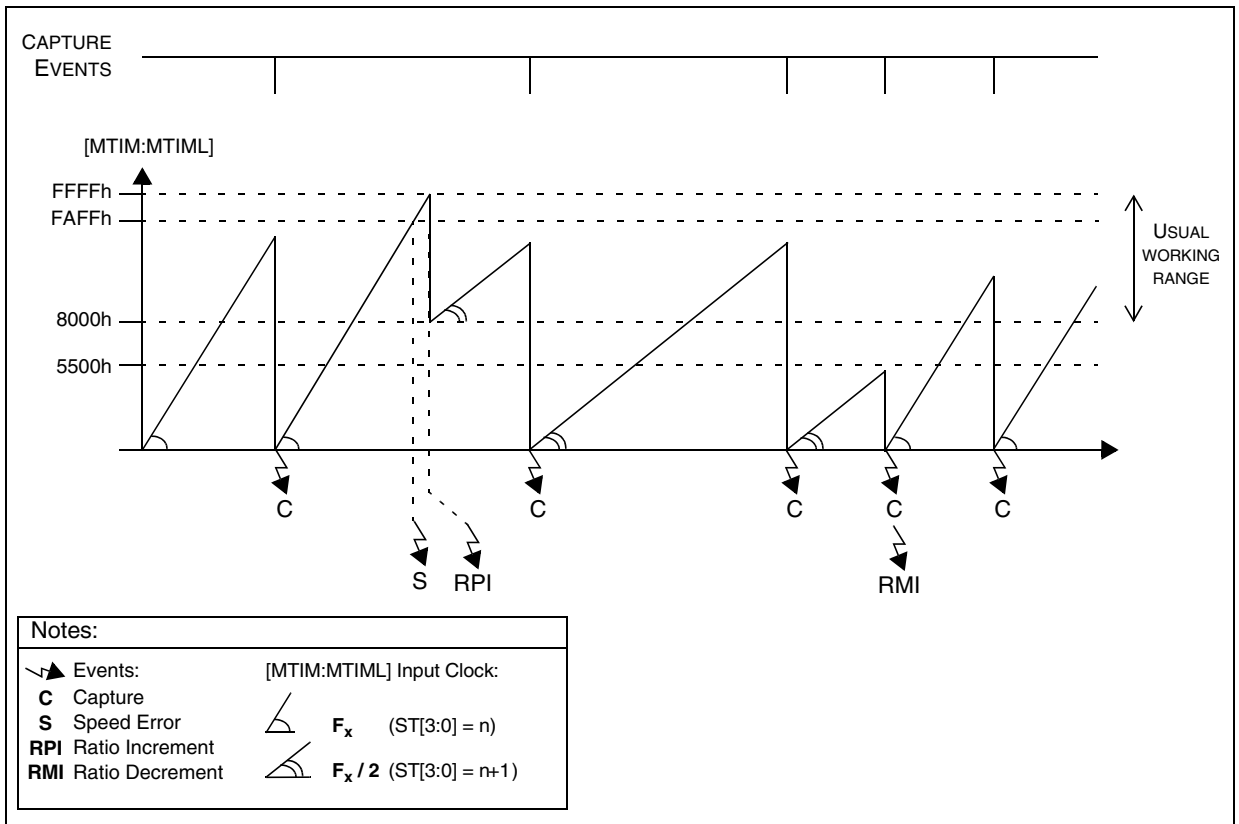 CAPTURE
EVENTS
[MTIM:MTIML]
FFFFh
FAFFh
USUAL
WORKING
RANGE
8000h
5500h
C
C
C
C
C
S
RPI
RMI
Notes:
Events:
[MTIM:MTIML] Input Clock:
C Capture
S Speed Error
Fx (ST[3:0] = n)
RPI Ratio Increment
RMI Ratio Decrement
Fx / 2 (ST[3:0] = n+1)